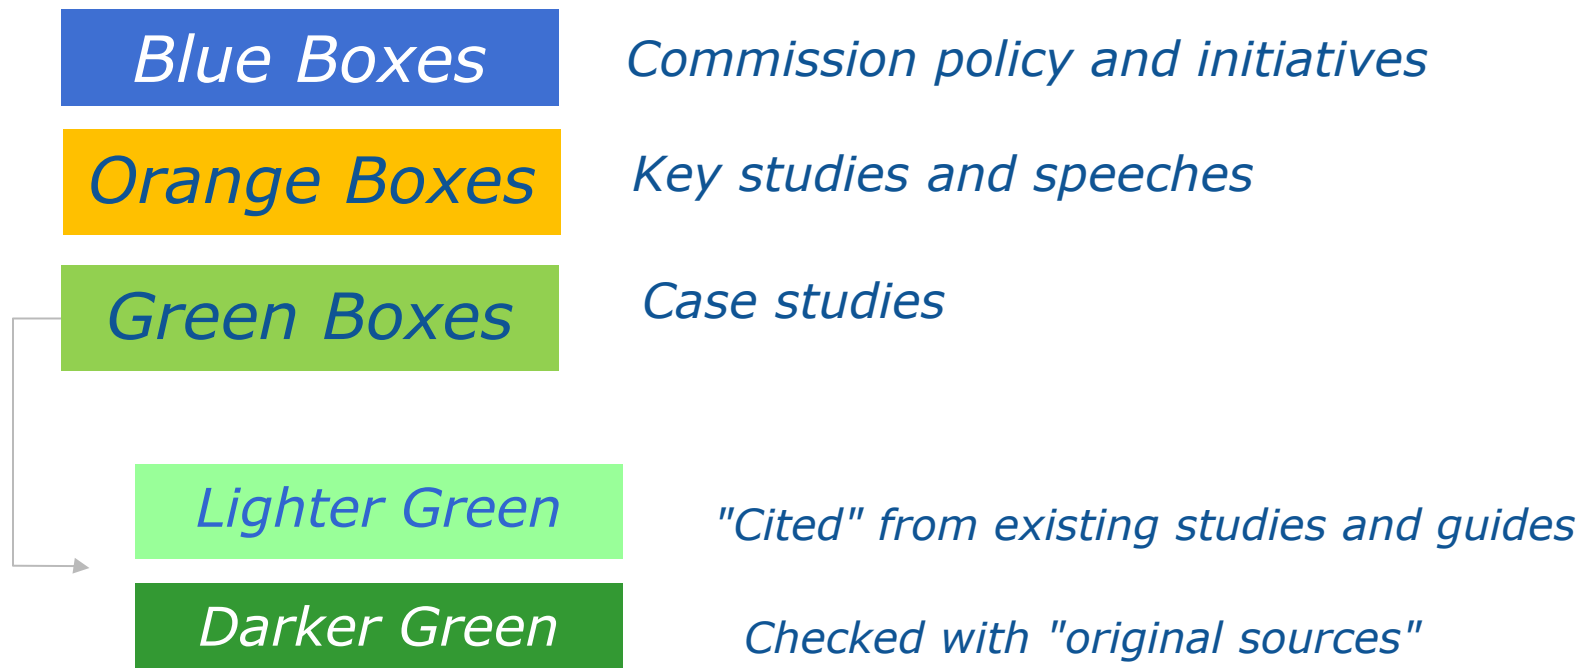 Blue Boxes
Commission policy and initiatives
Orange Boxes
Key studies and speeches
Green Boxes
Case studies
Lighter Green
"Cited" from existing studies and guides
Darker Green
Checked with "original sources"